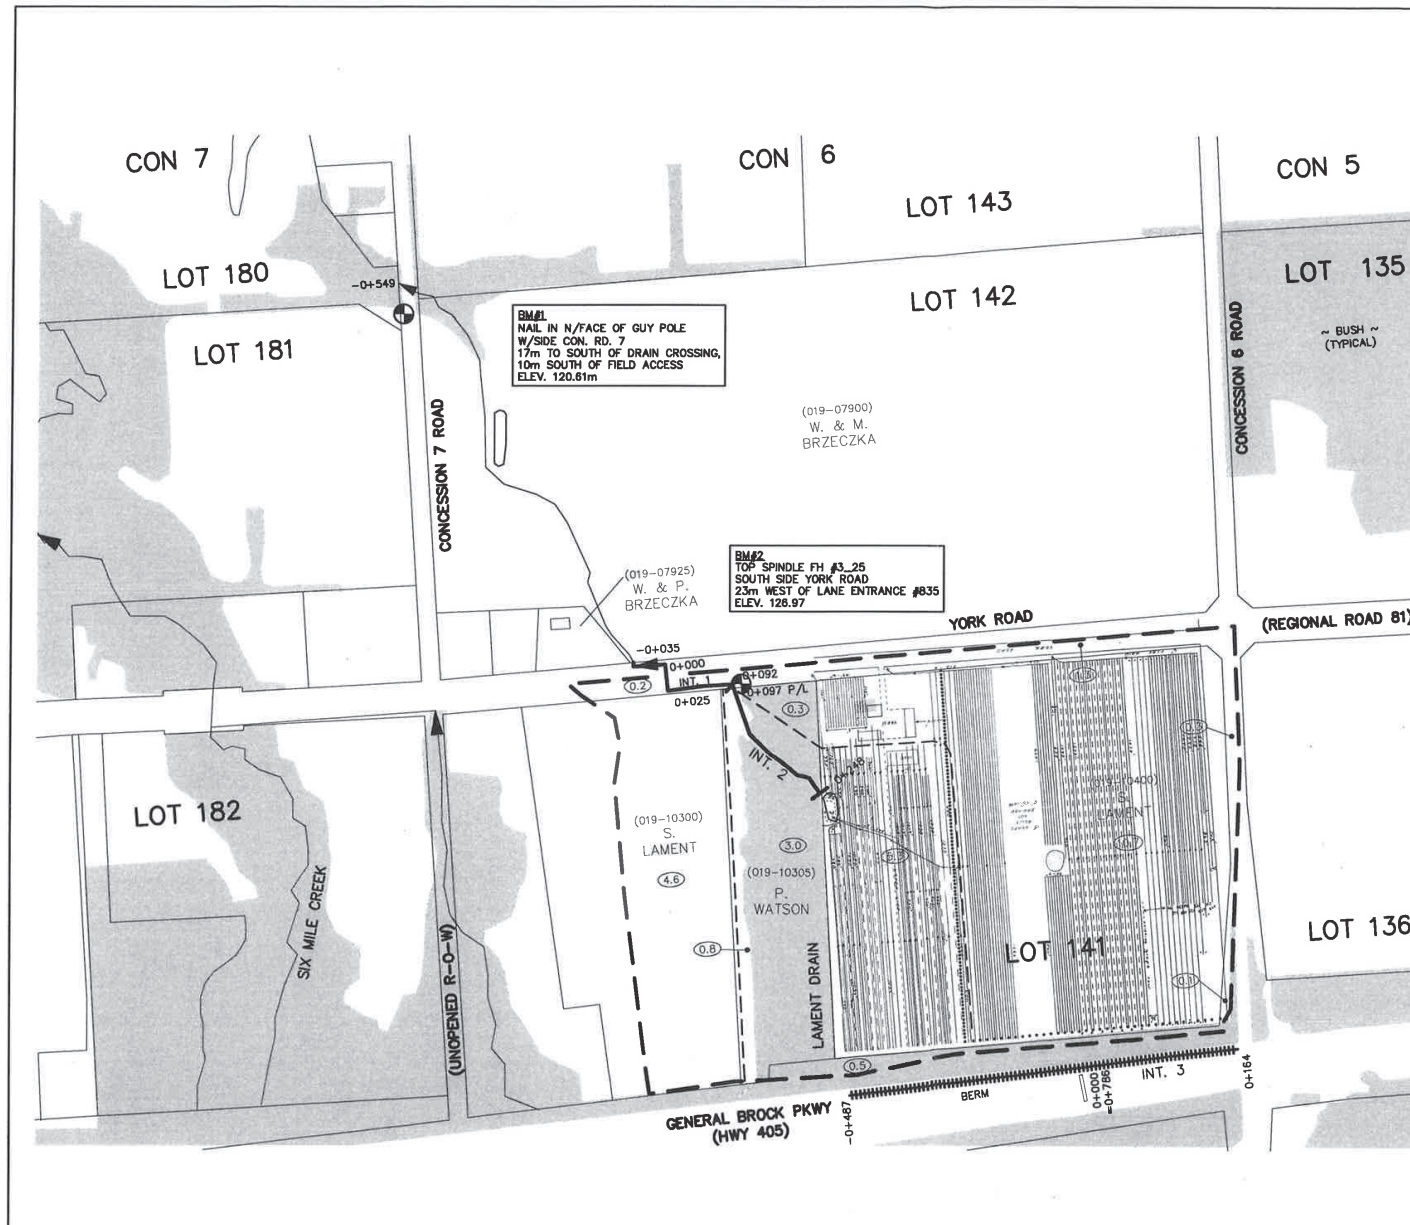 CON 7
CON 6
CON 5
LOT 143
LOT 180
-0+549
LOT 142
LOT 135
~ BUSH ~
(TYPICAL)
LOT 181
BM#1
NAIL IN N/FACE OF GUY POLE
W/SIDE CON. RD. 7
17m TO SOUTH OF DRAIN CROSSING,
10m SOUTH OF FIELD ACCESS
ELEV. 120.61m
CONCESSION 6 ROAD
CONCESSION 7 ROAD
(019-07900)
W. & M.
BRZECZKA
BM#2
TOP SPINDLE FH #3_25
SOUTH SIDE YORK ROAD
23m WEST OF LANE ENTRANCE #835
ELEV. 126.97
(019-07925)
W. & P.
BRZECZKA
YORK ROAD
(REGIONAL ROAD 81)
-0+035
0+000
INT. 1
0+025
0.2
0+092
0+097 P/L
0.3
INT. 2
0+248
LOT 182
(019-10300)
S.
LAMENT
4.6
3.0
(019-10305)
P.
WATSON
0.8
(019-10400)
S.
LAMENT
LOT 141
LOT 136
SIX MILE CREEK
(UNOPENED R-O-W)
LAMENT DRAIN
0.1
0.5
GENERAL BROCK PKWY
(HWY 405)
-0+487
BERM
0+000
=0+786
INT. 3
0+164